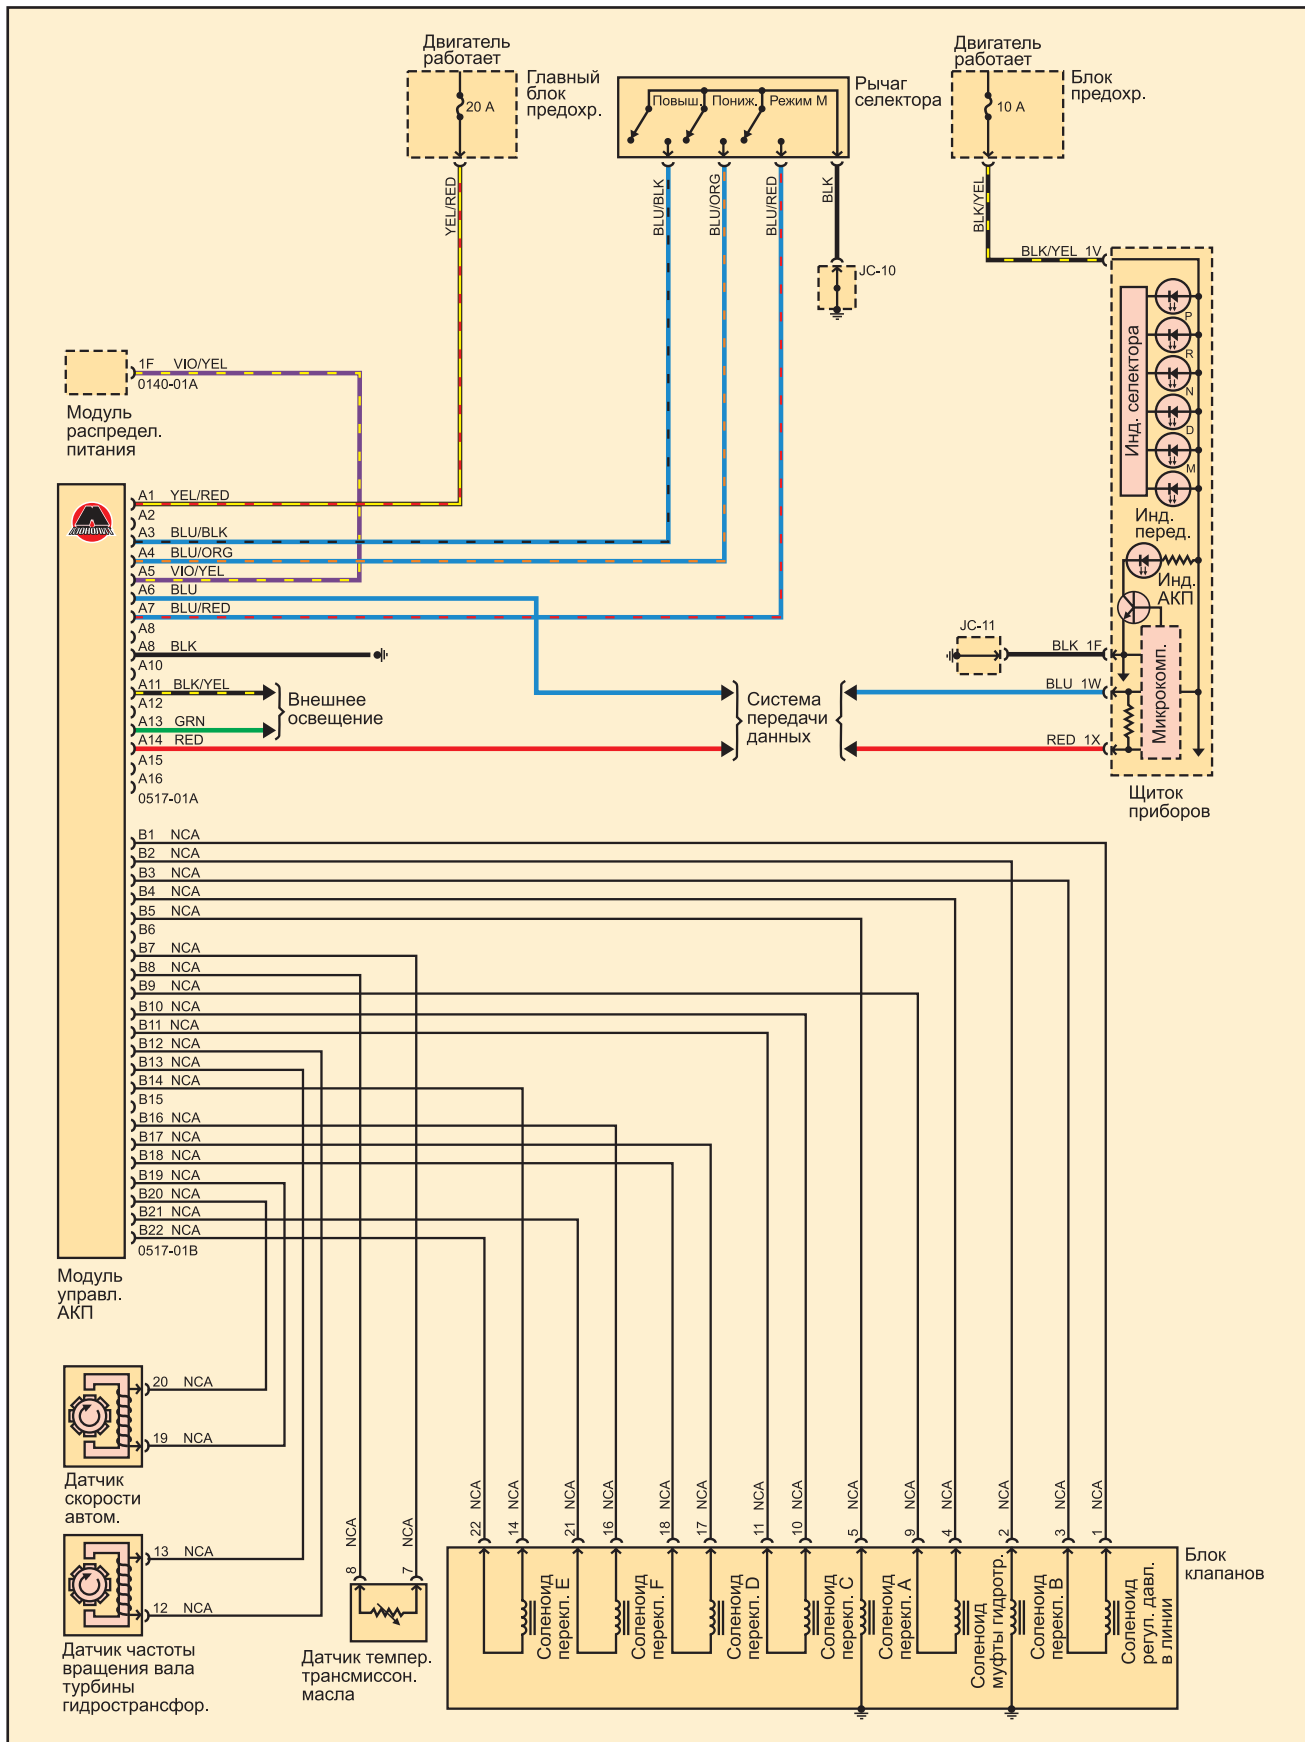 Двигатель
работает
Главный
блок
предохр.
20 A
Повыш.
Пониж.
Режим М
Рычаг
селектора
Двигатель
работает
Блок
предохр.
10 A
YEL/RED
BLU/BLK
BLU/ORG
BLU/RED
BLK
BLK/YEL
BLK/YEL 1V
JC-10
Инд. селектора
P
R
N
D
M
Инд.
перед.
Инд.
АКП
Микрокомп.
JC-11
BLK 1F
BLU 1W
RED 1X
Щиток
приборов
1F VIO/YEL
0140-01A
Модуль
распредел.
питания
A1 YEL/RED
A2
A3 BLU/BLK
A4 BLU/ORG
A5 VIO/YEL
A6 BLU
A7 BLU/RED
A8
A8 BLK
A10
A11 BLK/YEL
A12
A13 GRN
A14 RED
A15
A16
0517-01A
Внешнее
освещение
Система
передачи
данных
B1 NCA
B2 NCA
B3 NCA
B4 NCA
B5 NCA
B6
B7 NCA
B8 NCA
B9 NCA
B10 NCA
B11 NCA
B12 NCA
B13 NCA
B14 NCA
B15
B16 NCA
B17 NCA
B18 NCA
B19 NCA
B20 NCA
B21 NCA
B22 NCA
0517-01B
Модуль
управл.
АКП
20 NCA
19 NCA
Датчик
скорости
автом.
13 NCA
12 NCA
Датчик частоты
вращения вала
турбины
гидространсфор.
8 NCA
7 NCA
Датчик темпер.
трансмиссон.
масла
22 NCA
14 NCA
21 NCA
16 NCA
18 NCA
17 NCA
11 NCA
10 NCA
5 NCA
9 NCA
4 NCA
2 NCA
3 NCA
1 NCA
Соленоид
перекл. E
Соленоид
перекл. F
Соленоид
перекл. D
Соленоид
перекл. C
Соленоид
перекл. A
Соленоид
муфты гидротр.
Соленоид
перекл. B
Соленоид
регул. давл.
в линии
Блок
клапанов